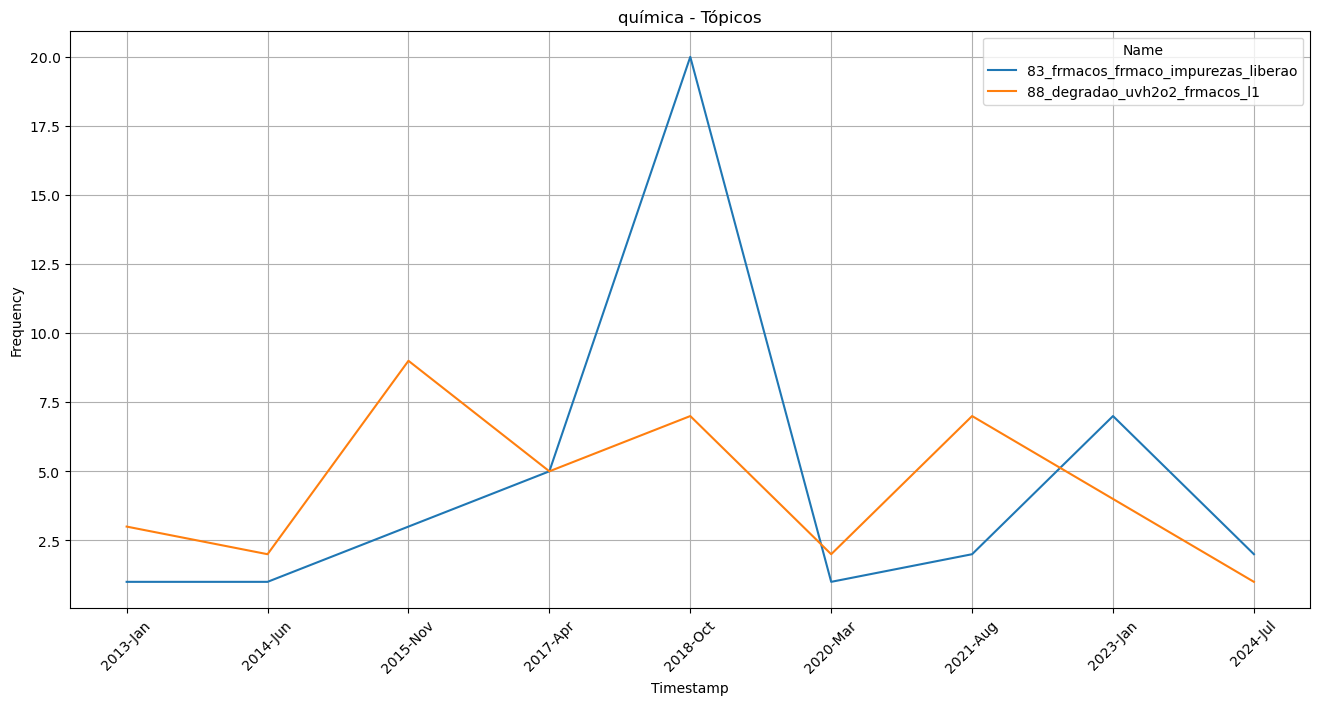 química - Tópicos
Name
83_frmacos_frmaco_impurezas_liberao
88_degradao_uvh2o2_frmacos_l1
Frequency
20.0
17.5
15.0
12.5
10.0
7.5
5.0
2.5
2013-Jan
2014-Jun
2015-Nov
2017-Apr
2018-Oct
2020-Mar
2021-Aug
2023-Jan
2024-Jul
Timestamp